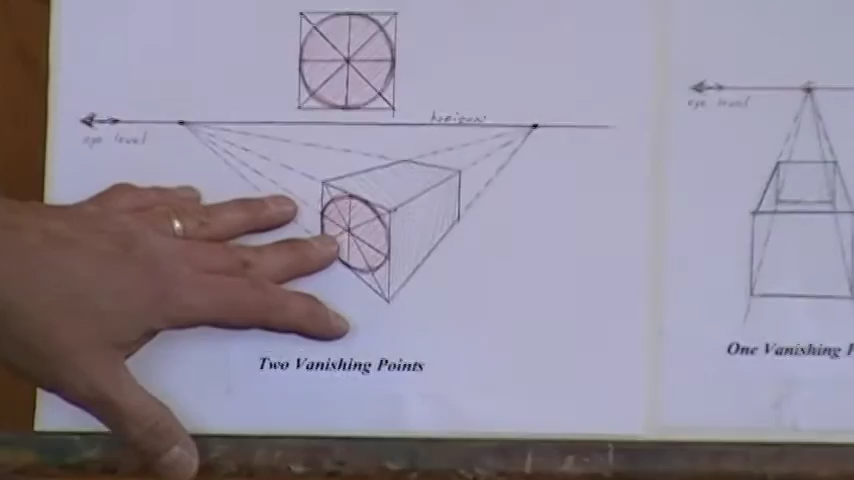 horizon
eye level
Two Vanishing Points
eye level
One Vanishing P